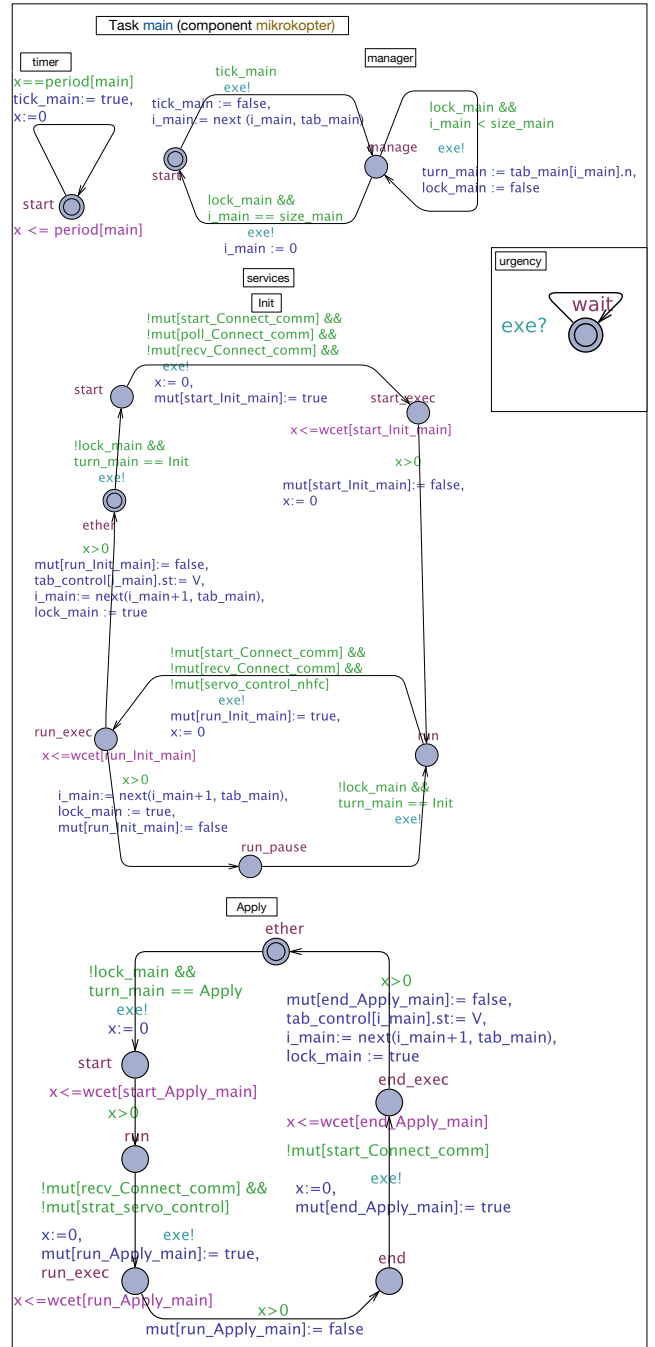 Task main (component mikrokopter)
timer
x==period[main]
tick_main:= true,
x:=0
start
x <= period[main]
manager
tick_main
exe!
tick_main := false,
i_main:= next (i_main, tab_main)
start
manage
lock_main &&
i_main == size_main
exe!
i_main := 0
lock_main &&
i_main < size_main
exe!
turn_main := tab_main[i_main].n,
lock_main := false
urgency
wait
exe?
services
Init
!mut[start_Connect_comm] &&
!mut[poll_Connect_comm] &&
!mut[recv_Connect_comm] &&
exe!
x:= 0,
mut[start_Init_main]:= true
start
start_exec
x<=wcet[start_Init_main]
!lock_main &&
turn_main == Init
exe!
x>0
mut[start_Init_main]:= false,
x:= 0
ether
x>0
mut[run_Init_main]:= false,
tab_control[i_main].st:= V,
i_main:= next(i_main+1, tab_main),
lock_main := true
!mut[start_Connect_comm] &&
!mut[recv_Connect_comm] &&
!mut[servo_control_nhfc]
exe!
mut[run_Init_main]:= true,
x:= 0
run_exec
x<=wcet[run_Init_main]
run
x>0
i_main:= next(i_main+1, tab_main),
lock_main := true,
mut[run_Init_main]:= false
!lock_main &&
turn_main == Init
exe!
run_pause
Apply
ether
!lock_main &&
turn_main == Apply
exe!
x:= 0
x>0
mut[end_Apply_main]:= false,
tab_control[i_main].st:= V,
i_main:= next(i_main+1, tab_main),
lock_main := true
start
x<=wcet[start_Apply_main]
x>0
end_exec
x<=wcet[end_Apply_main]
run
!mut[start_Connect_comm]
exe!
x:=0,
mut[end_Apply_main]:= true
!mut[recv_Connect_comm] &&
!mut[strat_servo_control]
x:=0,
exe!
mut[run_Apply_main]:= true,
run_exec
x<=wcet[run_Apply_main]
end
x>0
mut[run_Apply_main]:= false